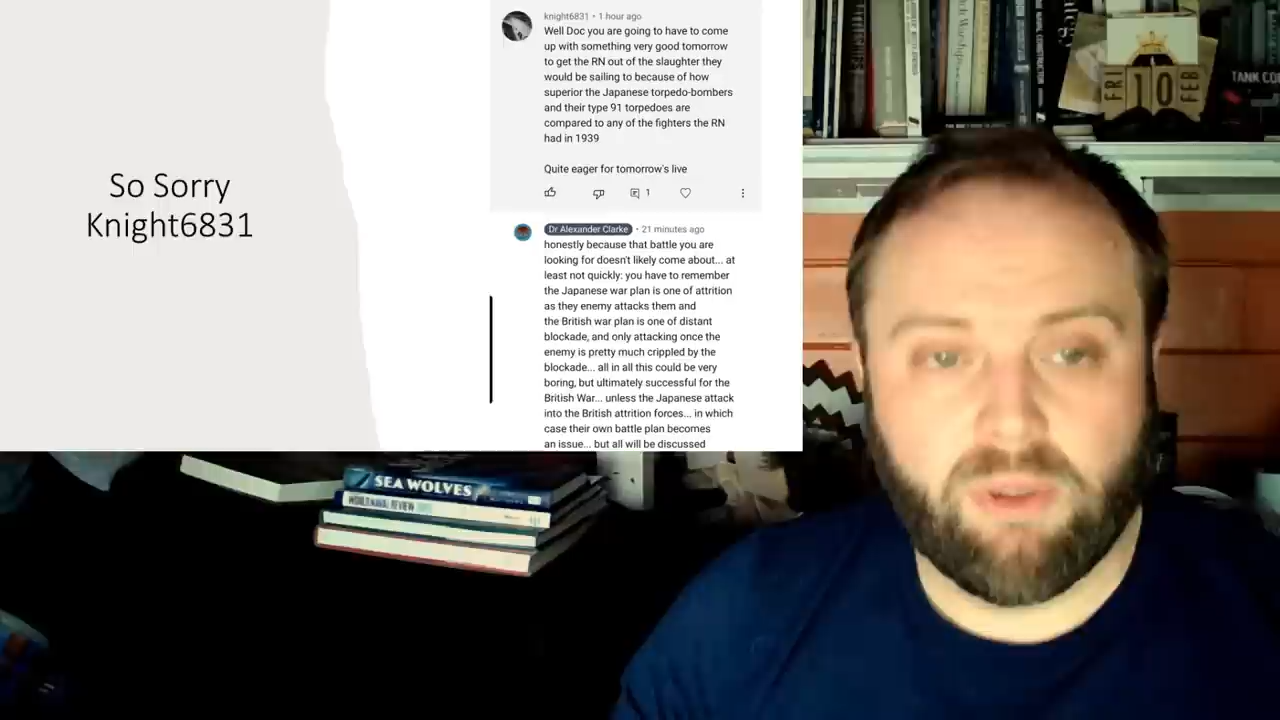 So Sorry
Knight6831
knight6831 • 1 hour ago
Well Doc you are going to have to come
up with something very good tomorrow
to get the RN out of the slaughter they
would be sailing to because of how
superior the Japanese torpedo-bombers
and their type 91 torpedoes are
compared to any of the fighters the RN
had in 1939
Quite eager for tomorrow's live
1
Dr Alexander Clarke • 21 minutes ago
honestly because that battle you are
looking for doesn't likely come about... at
least not quickly: you have to remember
the Japanese war plan is one of attrition
as they enemy attacks them and
the British war plan is one of distant
blockade, and only attacking once the
enemy is pretty much crippled by the
blockade... all in all this could be very
boring, but ultimately successful for the
British War... unless the Japanese attack
into the British attrition forces... in which
case their own battle plan becomes
an issue... but all will be discussed
FRI 10 FEB
SEA WOLVES
WORLD NAVAL REVIEW